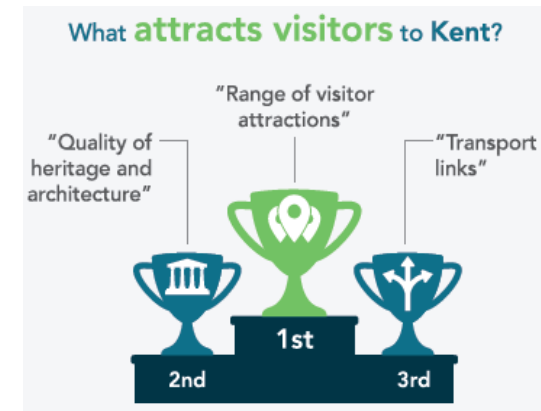 What attracts visitors to Kent?
"Range of visitor
attractions"
"Quality of
heritage and
architecture"
"Transport
links"
1st
2nd
3rd